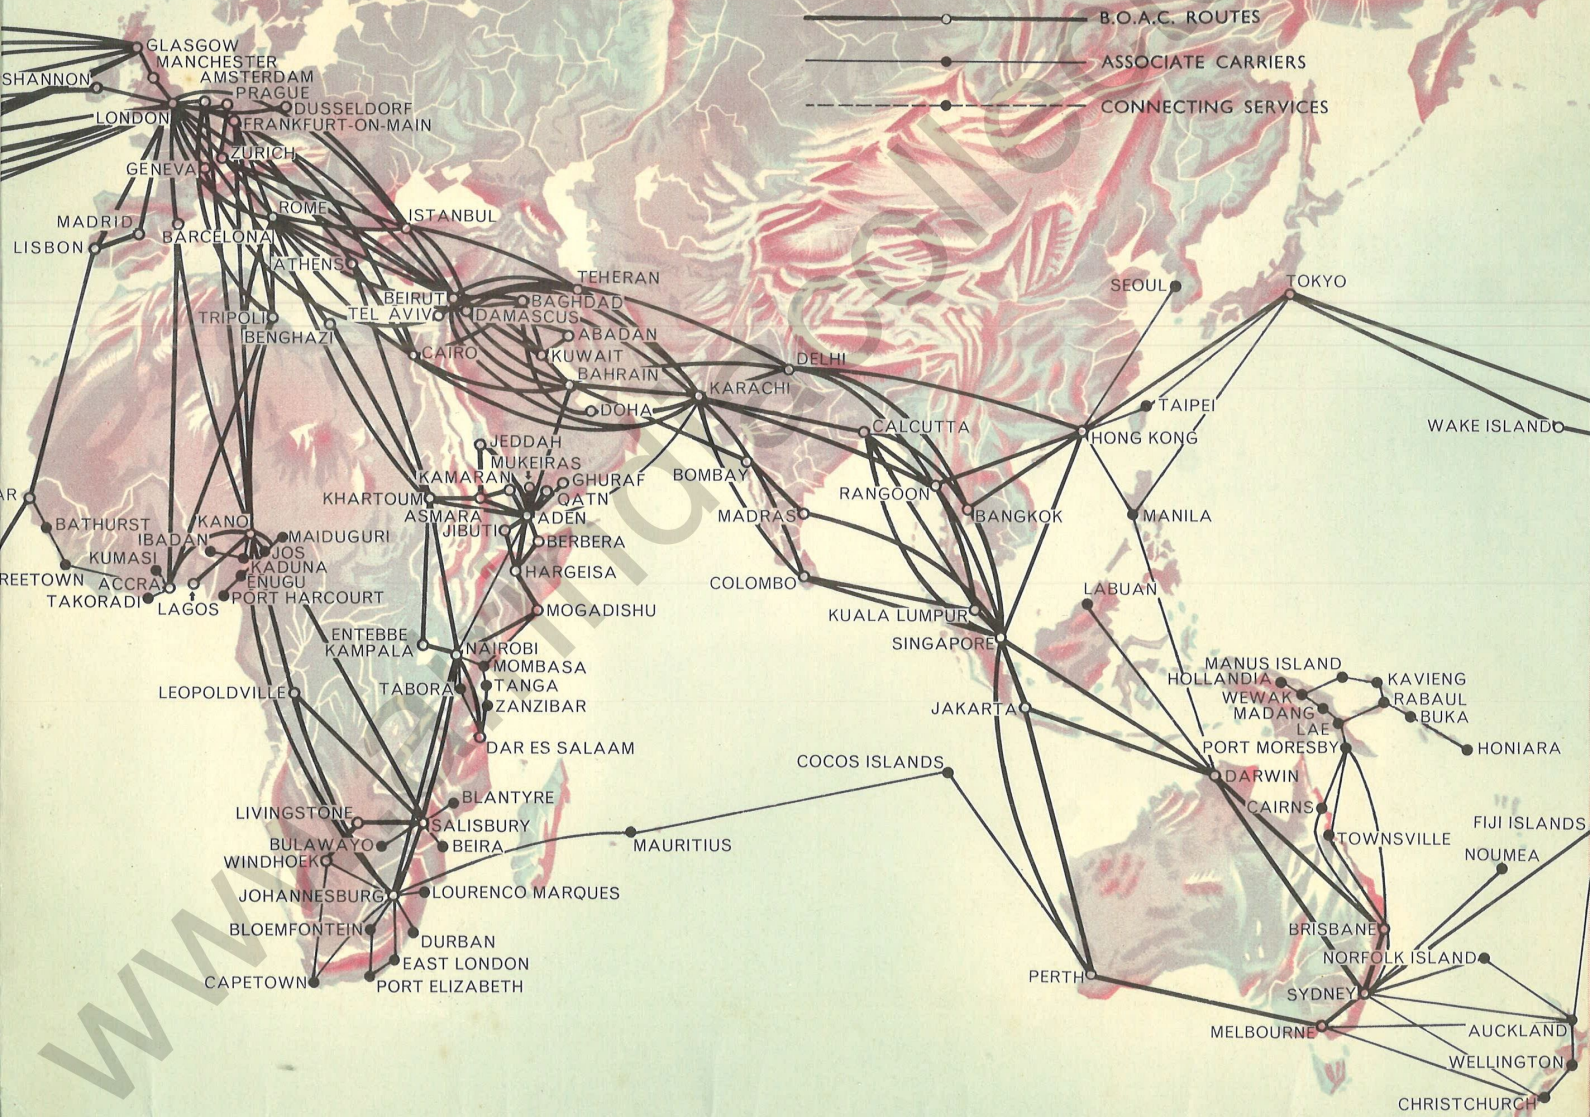 B.O.A.C. ROUTES
ASSOCIATE CARRIERS
CONNECTING SERVICES
GLASGOW
MANCHESTER
SHANNON
AMSTERDAM
PRAGUE
DUSSELDORF
LONDON
FRANKFURT-ON-MAIN
ZURICH
GENEVA
ROME
MADRID
ISTANBUL
LISBON
BARCELONA
ATHENS
TEHERAN
SEOUL
TOKYO
BEIRUT
BAGHDAD
TEL AVIV
DAMASCUS
TRIPOLI
BENGHAZI
ABADAN
CAIRO
KUWAIT
DELHI
BAHRAIN
KARACHI
DOHA
TAIPEI
CALCUTTA
WAKE ISLAND
HONG KONG
JEDDAH
MUKEIRAS
KAMARAN
GHURAF
BOMBAY
KHARTOUM
QATN
RANGOON
AR
ASMARA
ADEN
MADRAS
BANGKOK
MANILA
BATHURST
KANO
JIBUTI
IBADAN
MAIDUGURI
BERBERA
KUMASI
JOS
KADUNA
HARGEISA
REETOWN
ACCRA
ENUGU
COLOMBO
LABUAN
TAKORADI
LAGOS
PORT HARCOURT
MOGADISHU
KUALA LUMPUR
ENTEBBE
KAMPALA
NAIROBI
SINGAPORE
MOMBASA
MANUS ISLAND
LEOPOLDVILLE
TABORA
TANGA
HOLLANDIA
KAVIENG
WEWAK
RABAUL
ZANZIBAR
JAKARTA
MADANG
BUKA
LAE
DAR ES SALAAM
PORT MORESBY
HONIARA
COCOS ISLANDS
DARWIN
BLANTYRE
CAIRNS
LIVINGSTONE
SALISBURY
FIJI ISLANDS
BULAWAYO
BEIRA
MAURITIUS
TOWNSVILLE
WINDHOEK
NOUMEA
JOHANNESBURG
LOURENCO MARQUES
BLOEMFONTEIN
DURBAN
BRISBANE
EAST LONDON
NORFOLK ISLAND
CAPETOWN
PORT ELIZABETH
PERTH
SYDNEY
MELBOURNE
AUCKLAND
WELLINGTON
CHRISTCHURCH